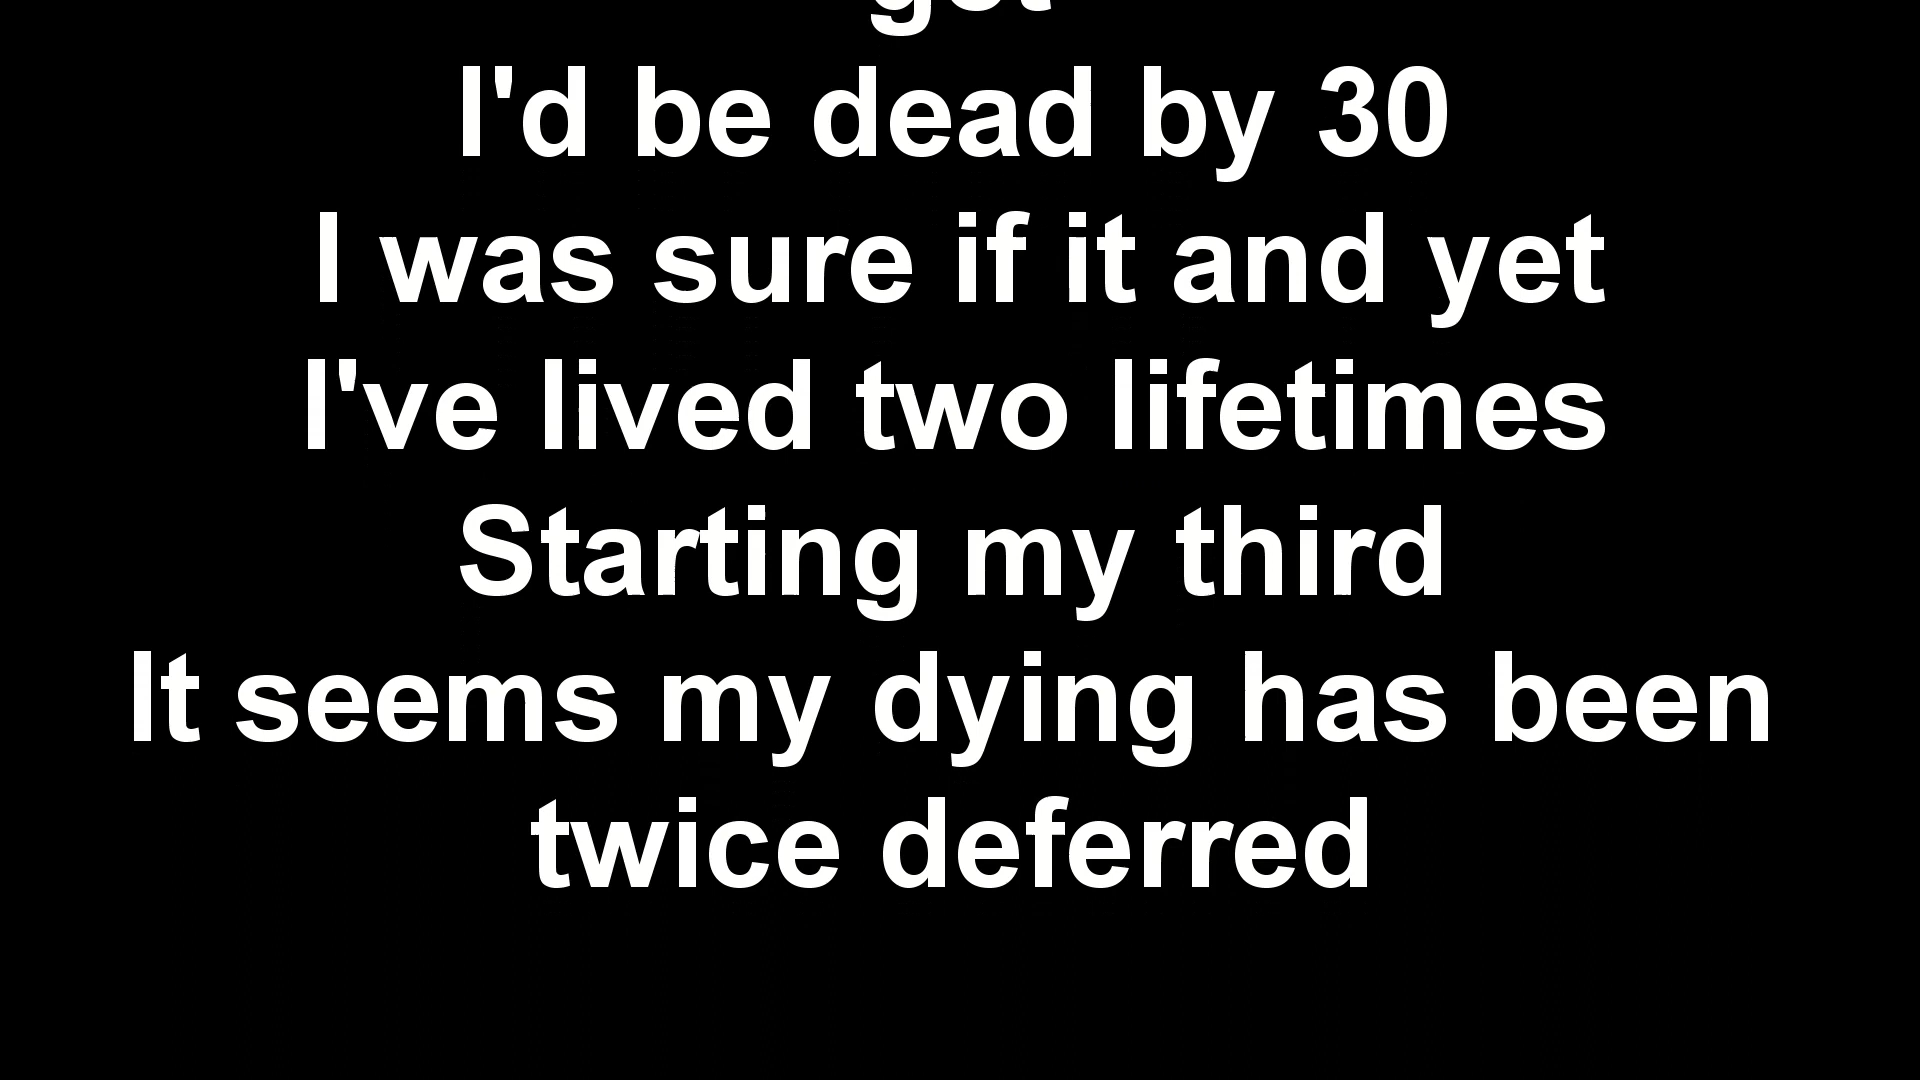 I'd be dead by 30
I was sure if it and yet
I've lived two lifetimes
Starting my third
It seems my dying has been
twice deferred